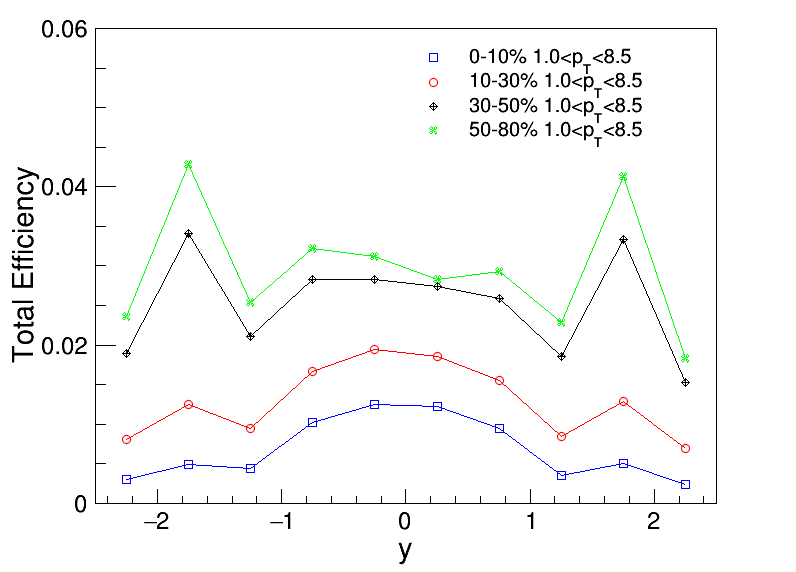 0.06
0-10% 1.0<p_T<8.5
10-30% 1.0<p_T<8.5
30-50% 1.0<p_T<8.5
50-80% 1.0<p_T<8.5
Total Efficiency
0.04
0.02
0
−2 −1 0 1 2
y